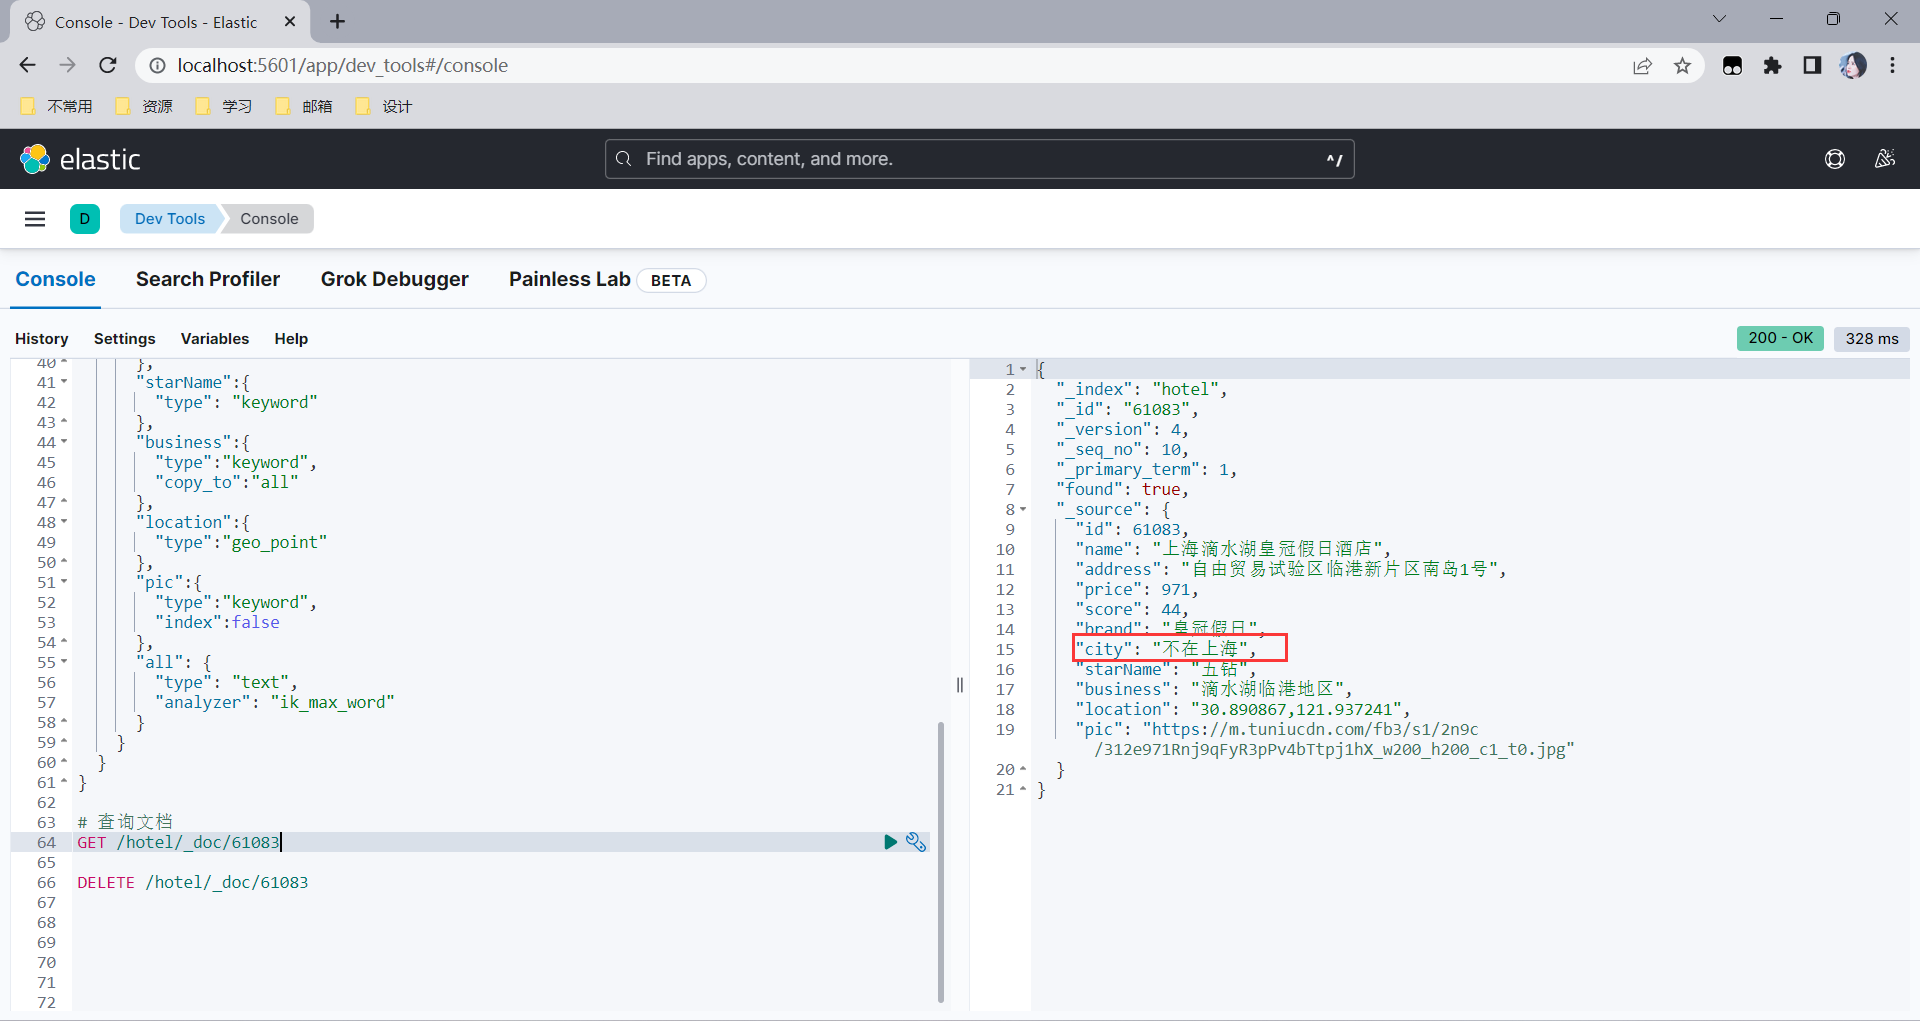 Console - Dev Tools - Elastic
localhost:5601/app/dev_tools#/console
不常用 资源 学习 邮箱 设计
elastic
Find apps, content, and more.
^/
D Dev Tools Console
Console Search Profiler Grok Debugger Painless Lab BETA
History Settings Variables Help
200 - OK 328 ms
40 },
41 "starName":{
42 "type": "keyword"
43 },
44 "business":{
45 "type":"keyword",
46 "copy_to":"all"
47 },
48 "location":{
49 "type":"geo_point"
50 },
51 "pic":{
52 "type":"keyword",
53 "index":false
54 },
55 "all": {
56 "type": "text",
57 "analyzer": "ik_max_word"
58 }
59 }
60 }
61 }
62
63 # 查询文档
64 GET /hotel/_doc/61083
65
66 DELETE /hotel/_doc/61083
67
68
69
70
71
72
1 {
2 "_index": "hotel",
3 "_id": "61083",
4 "_version": 4,
5 "_seq_no": 10,
6 "_primary_term": 1,
7 "found": true,
8 "_source": {
9 "id": 61083,
10 "name": "上海滴水湖皇冠假日酒店",
11 "address": "自由贸易试验区临港新片区南岛1号",
12 "price": 971,
13 "score": 44,
14 "brand": "皇冠假日",
15 "city": "不在上海",
16 "starName": "五钻",
17 "business": "滴水湖临港地区",
18 "location": "30.890867,121.937241",
19 "pic": "https://m.tuniucdn.com/fb3/s1/2n9c
/312e971Rnj9qFyR3pPv4bTtpj1hX_w200_h200_c1_t0.jpg"
20 }
21 }